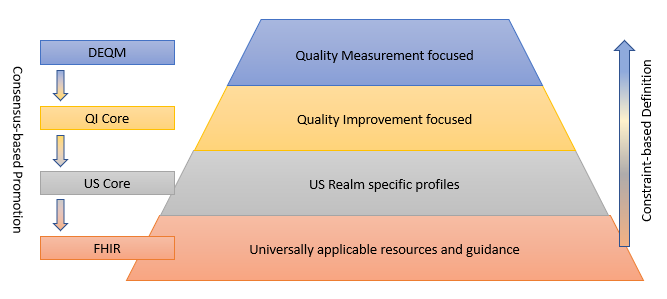 DEQM
Quality Measurement focused
QI Core
Quality Improvement focused
US Core
US Realm specific profiles
FHIR
Universally applicable resources and guidance
Consensus-based Promotion
Constraint-based Definition